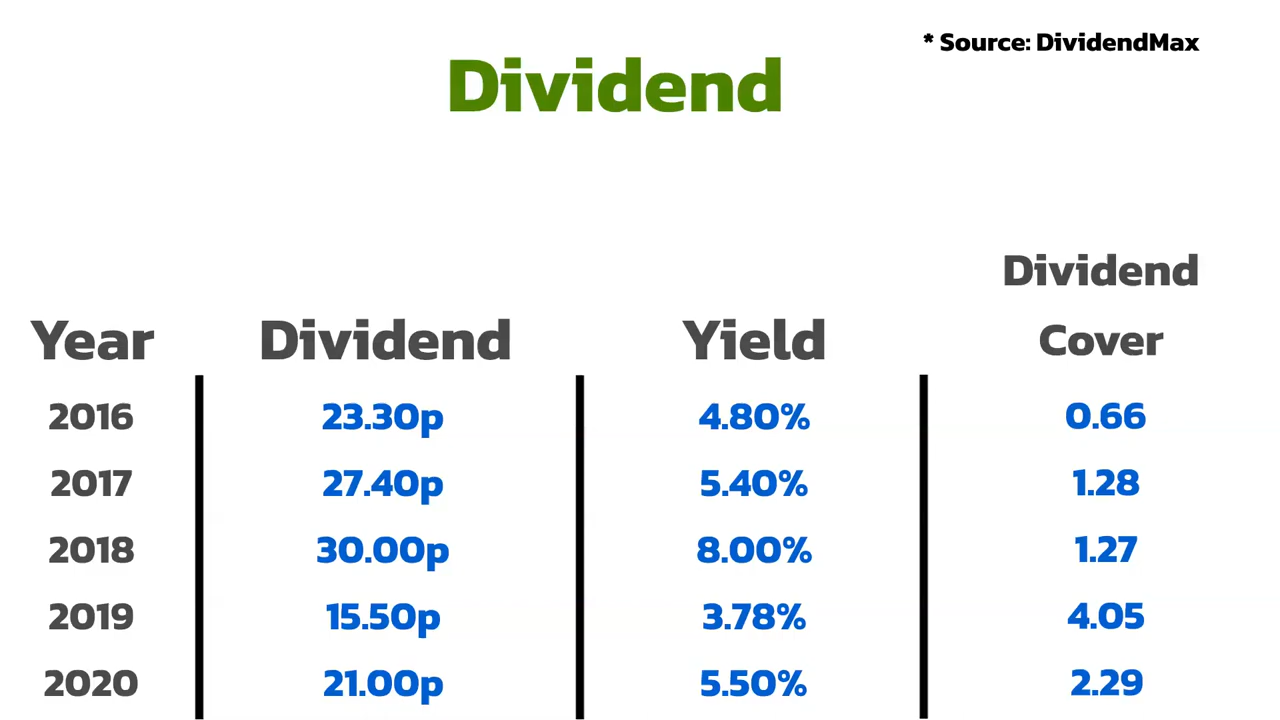 * Source: DividendMax
Dividend
Dividend
Year Dividend Yield Cover
2016 23.30p 4.80% 0.66
2017 27.40p 5.40% 1.28
2018 30.00p 8.00% 1.27
2019 15.50p 3.78% 4.05
2020 21.00p 5.50% 2.29